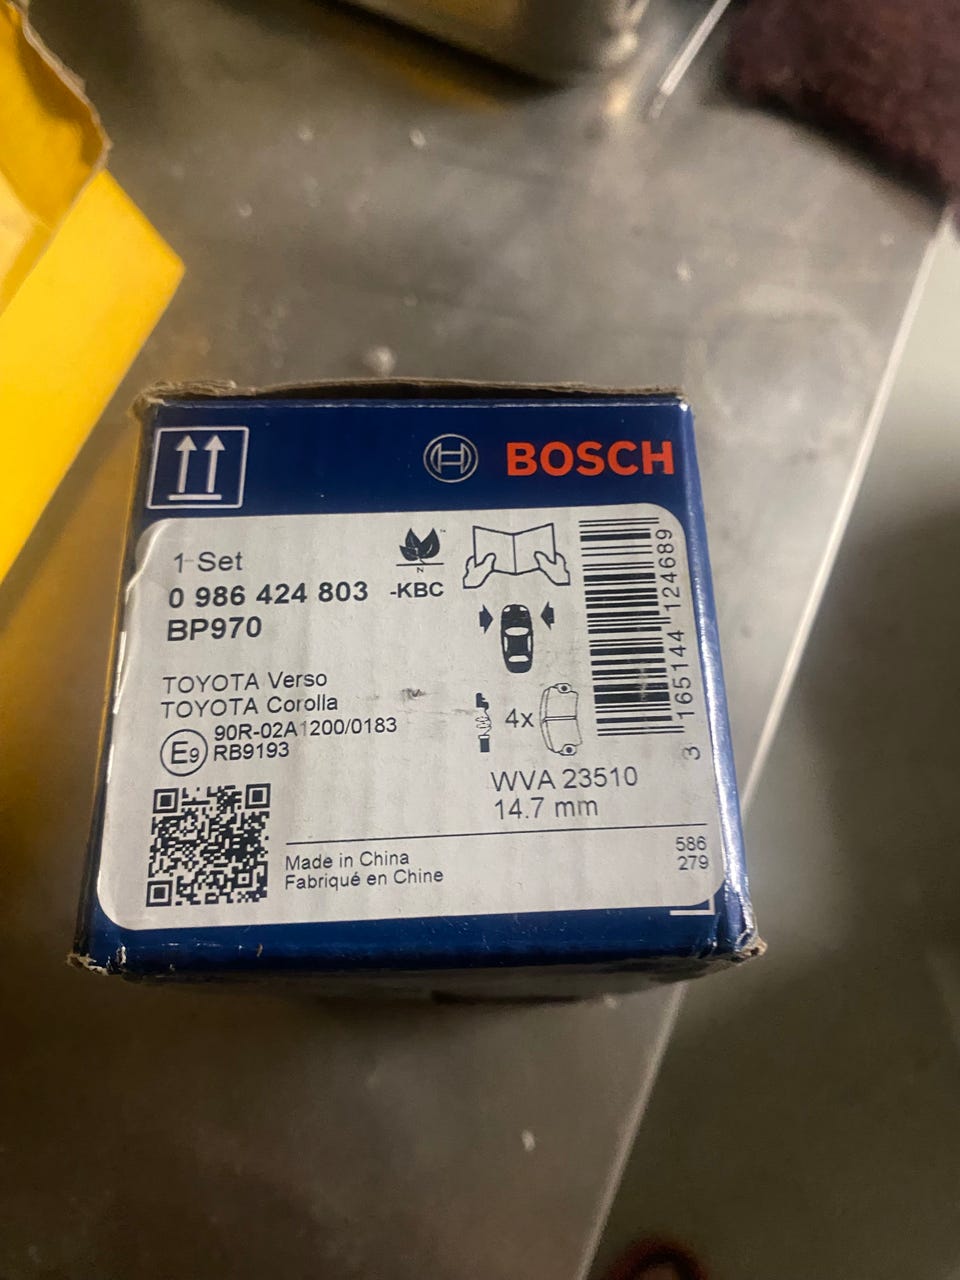 BOSCH
1 Set
0 986 424 803 -KBC
BP970
N
TOYOTA Verso
TOYOTA Corolla
90R-02A1200/0183
E9 RB9193
4x
WVA 23510
14.7 mm
3 165144 124689
Made in China
Fabriqué en Chine
586
279